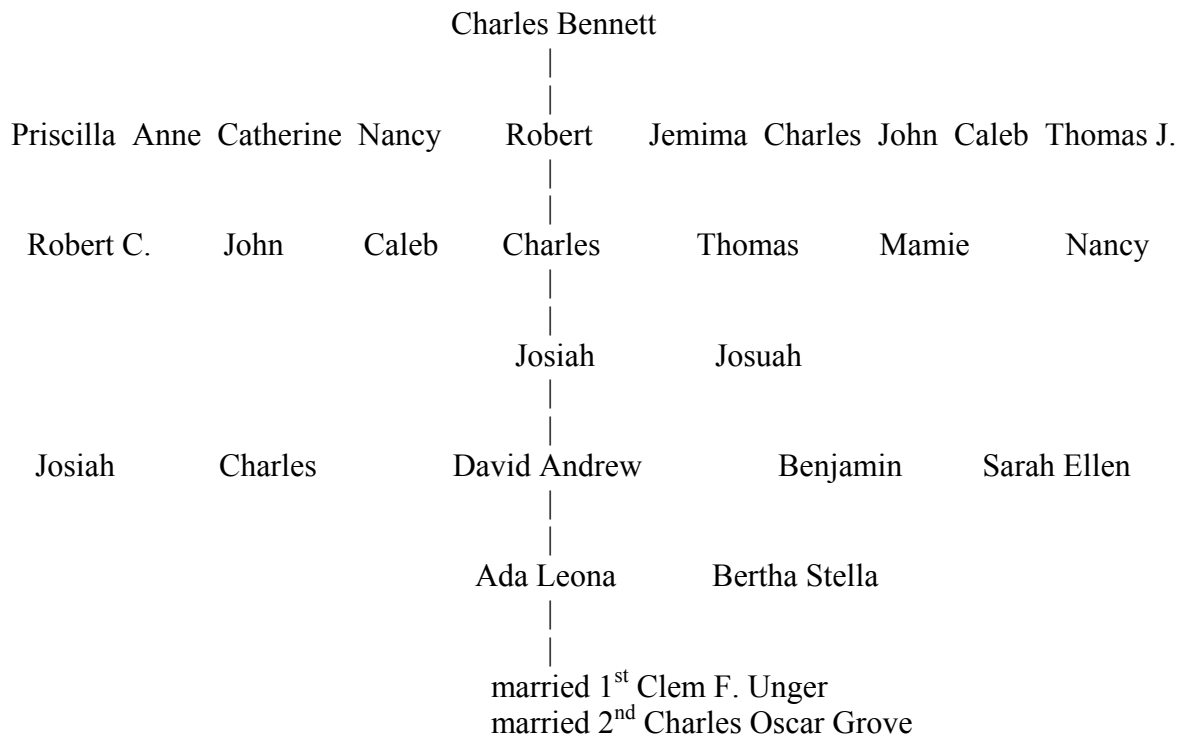 Charles Bennett
Priscilla Anne Catherine Nancy Robert Jemima Charles John Caleb Thomas J.
Robert C. John Caleb Charles Thomas Mamie Nancy
Josiah Josuah
Josiah Charles David Andrew Benjamin Sarah Ellen
Ada Leona Bertha Stella
married 1st Clem F. Unger
married 2nd Charles Oscar Grove